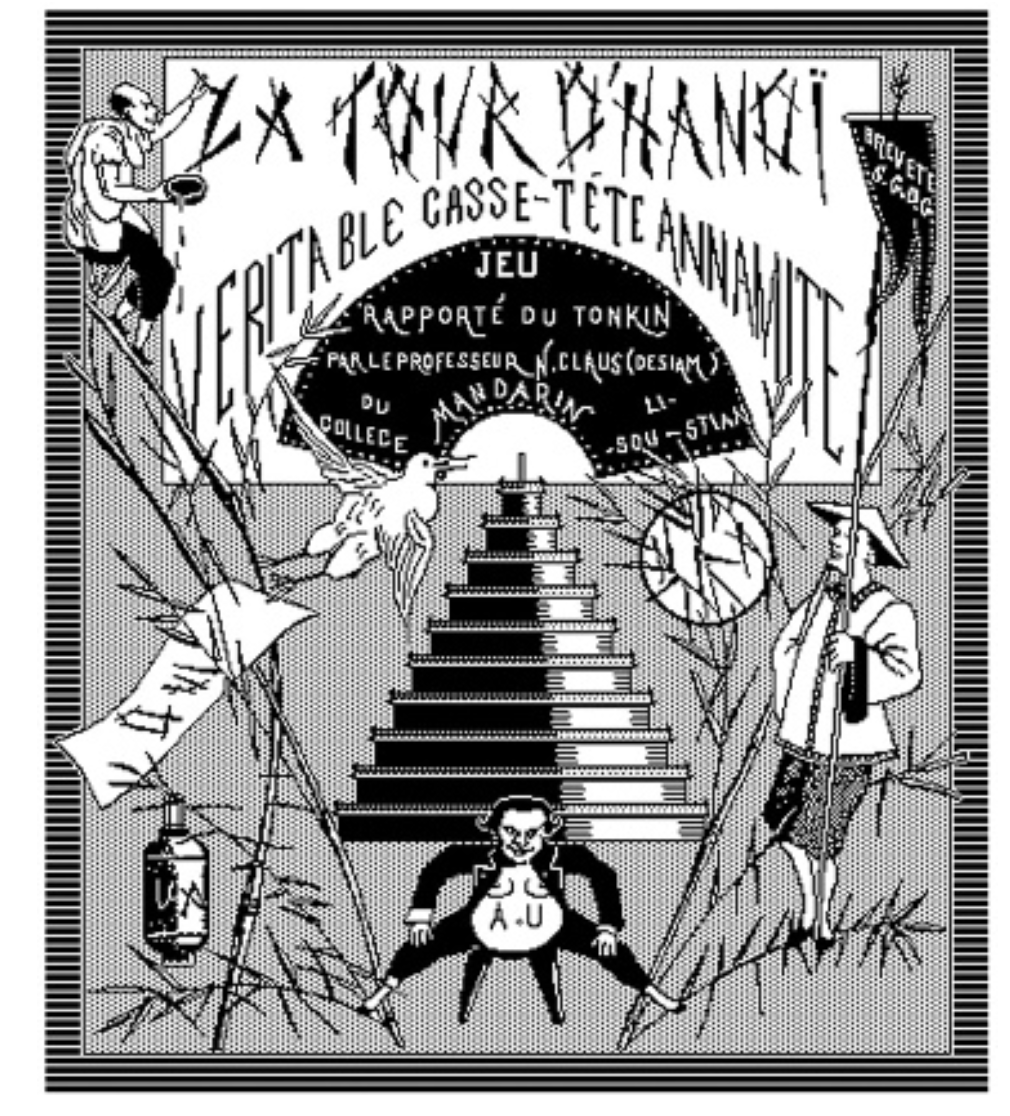 LA TOUR D'HANOÏ
VERITABLE CASSE-TÊTE ANNAMITE
BREVETÉ
S.G.D.G
JEU
RAPPORTÉ DU TONKIN
PAR LE PROFESSEUR N. CLAUS (DE SIAM)
MANDARIN
DU
COLLEGE
LI-
SOU-STIAN
A.U